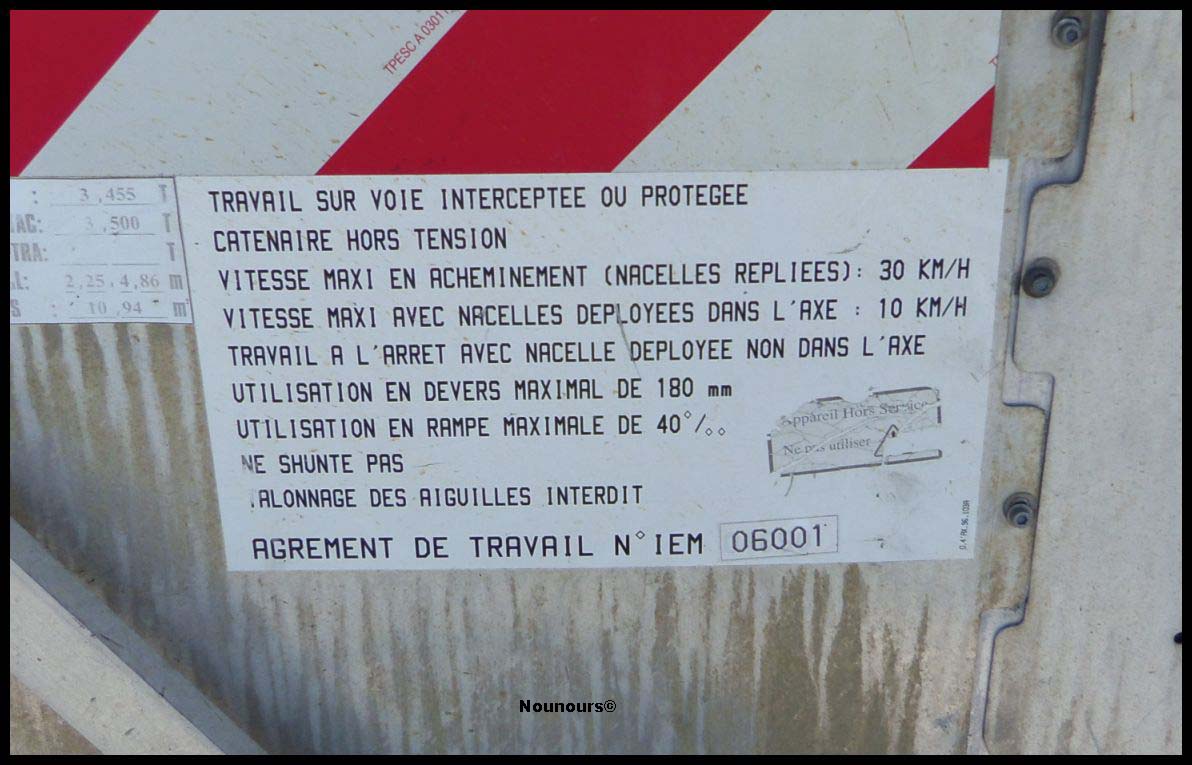 TPESC A 0301
: 3,455 T
AC: 3,500 T
TRA: T
L: 2,25.4,86 m
S : 10,94 m²
TRAVAIL SUR VOIE INTERCEPTEE OU PROTEGEE
CATENAIRE HORS TENSION
VITESSE MAXI EN ACHEMINEMENT (NACELLES REPLIEES): 30 KM/H
VITESSE MAXI AVEC NACELLES DEPLOYEES DANS L'AXE : 10 KM/H
TRAVAIL A L'ARRET AVEC NACELLE DEPLOYEE NON DANS L'AXE
UTILISATION EN DEVERS MAXIMAL DE 180 mm
UTILISATION EN RAMPE MAXIMALE DE 40°/₀₀
NE SHUNTE PAS
ALONNAGE DES AIGUILLES INTERDIT
AGREMENT DE TRAVAIL N°IEM 06001
Appareil Hors Service
Ne pas utiliser
Nounours©